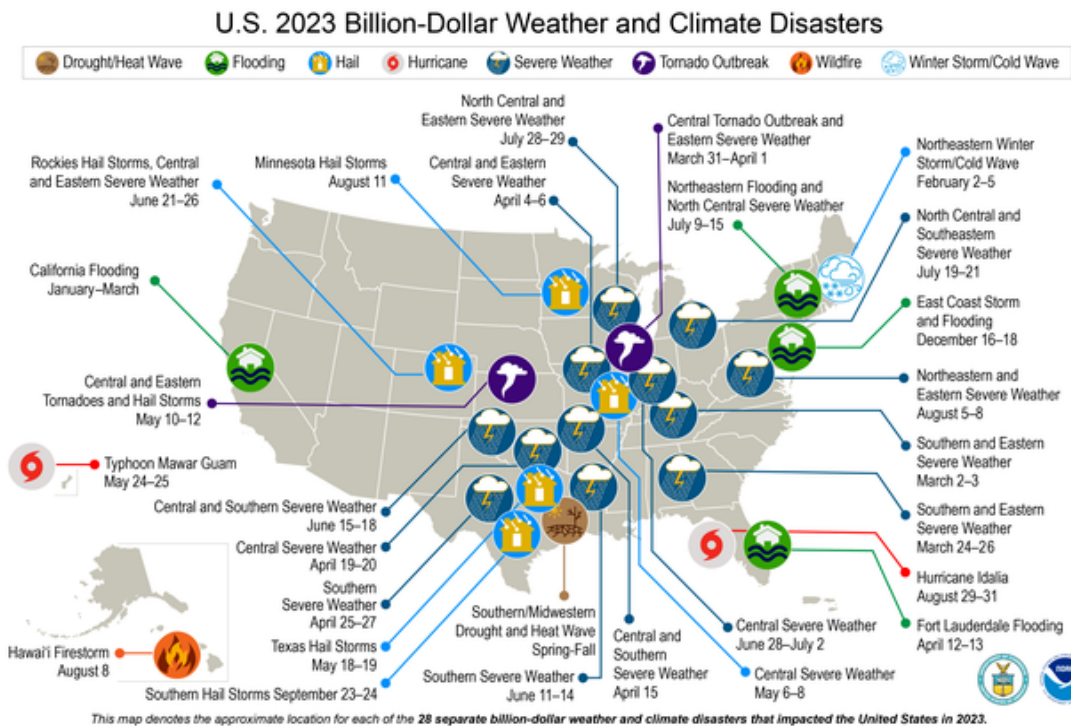 U.S. 2023 Billion-Dollar Weather and Climate Disasters
Drought/Heat Wave
Flooding
Hail
Hurricane
Severe Weather
Tornado Outbreak
Wildfire
Winter Storm/Cold Wave
North Central and
Eastern Severe Weather
July 28–29
Central Tornado Outbreak and
Eastern Severe Weather
March 31–April 1
Northeastern Winter
Storm/Cold Wave
February 2–5
Rockies Hail Storms, Central
and Eastern Severe Weather
June 21–26
Minnesota Hail Storms
August 11
Central and Eastern
Severe Weather
April 4–6
Northeastern Flooding and
North Central Severe Weather
July 9–15
North Central and
Southeastern
Severe Weather
July 19–21
California Flooding
January–March
East Coast Storm
and Flooding
December 16–18
Central and Eastern
Tornadoes and Hail Storms
May 10–12
Northeastern and
Eastern Severe Weather
August 5–8
Southern and Eastern
Severe Weather
March 2–3
Typhoon Mawar Guam
May 24–25
Central and Southern Severe Weather
June 15–18
Southern and Eastern
Severe Weather
March 24–26
Central Severe Weather
April 19–20
Hurricane Idalia
August 29–31
Southern
Severe Weather
April 25–27
Southern/Midwestern
Drought and Heat Wave
Spring-Fall
Central and
Southern
Severe Weather
April 15
Central Severe Weather
June 28–July 2
Fort Lauderdale Flooding
April 12–13
Hawai‘i Firestorm
August 8
Texas Hail Storms
May 18–19
Southern Hail Storms September 23–24
Southern Severe Weather
June 11–14
Central Severe Weather
May 6–8
This map denotes the approximate location for each of the 28 separate billion-dollar weather and climate disasters that impacted the United States in 2023.